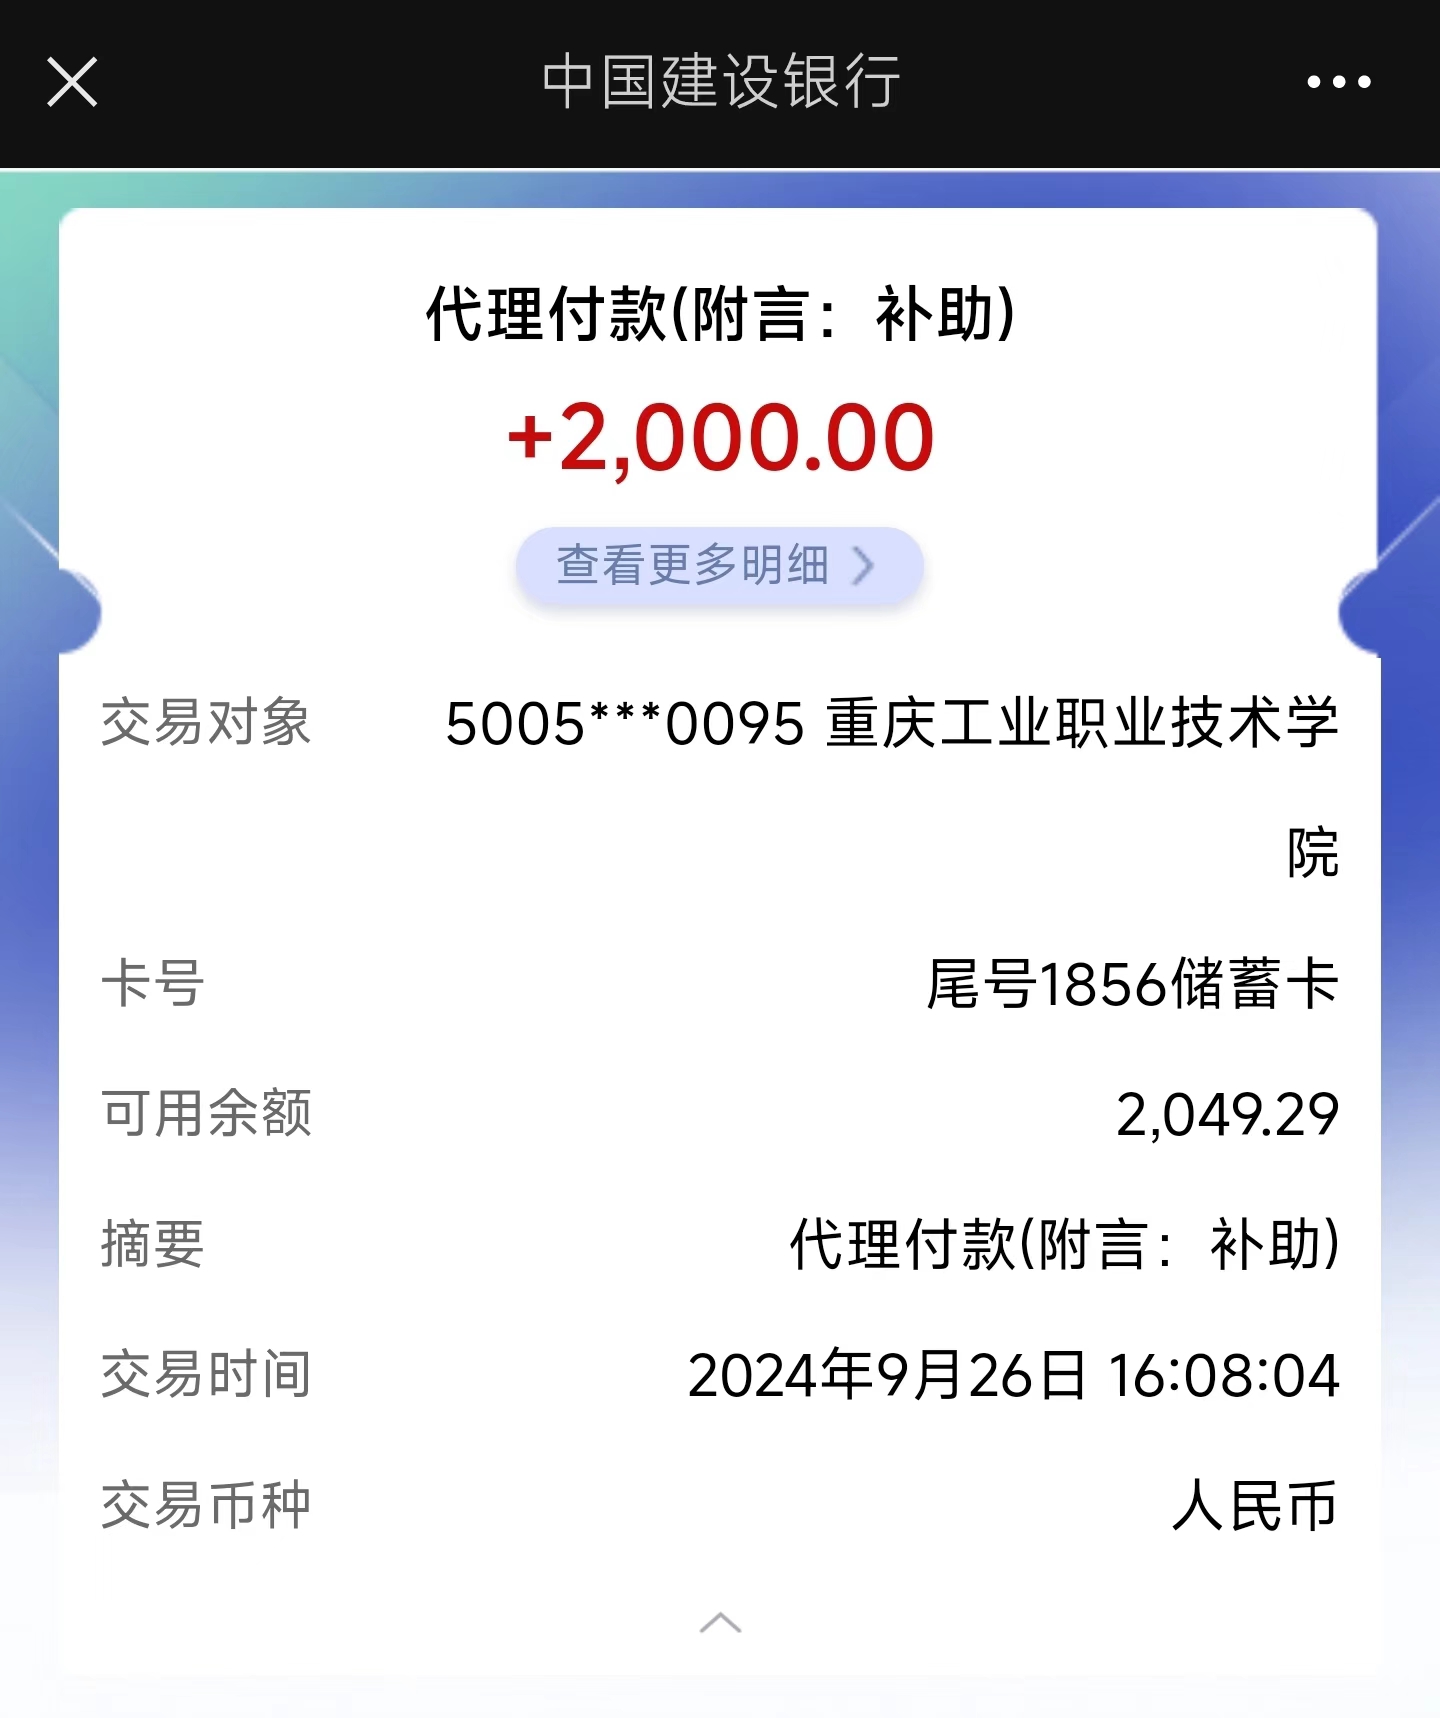 中国建设银行
代理付款(附言：补助)
+2,000.00
查看更多明细
交易对象 5005***0095 重庆工业职业技术学
院
卡号 尾号1856储蓄卡
可用余额 2,049.29
摘要 代理付款(附言：补助)
交易时间 2024年9月26日 16:08:04
交易币种 人民币